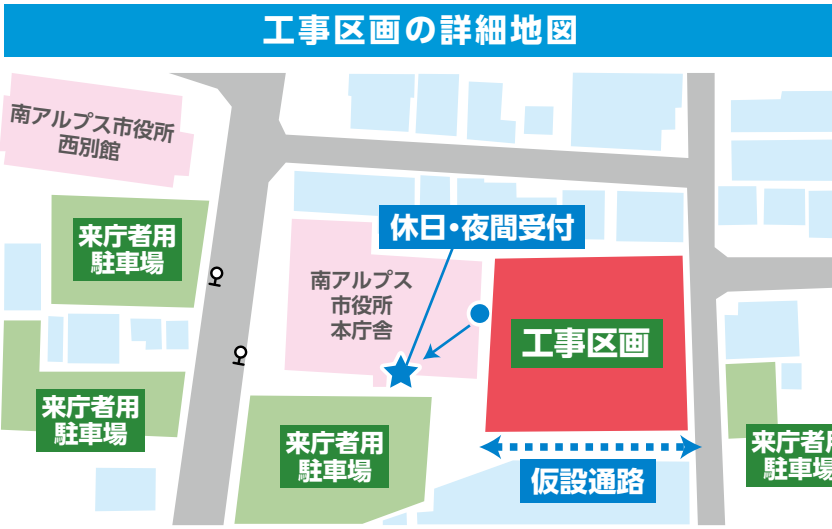 工事区画の詳細地図
南アルプス市役所
西別館
来庁者用
駐車場
休日・夜間受付
南アルプス
市役所
本庁舎
工事区画
来庁者用
駐車場
来庁者用
駐車場
仮設通路
来庁者用
駐車場